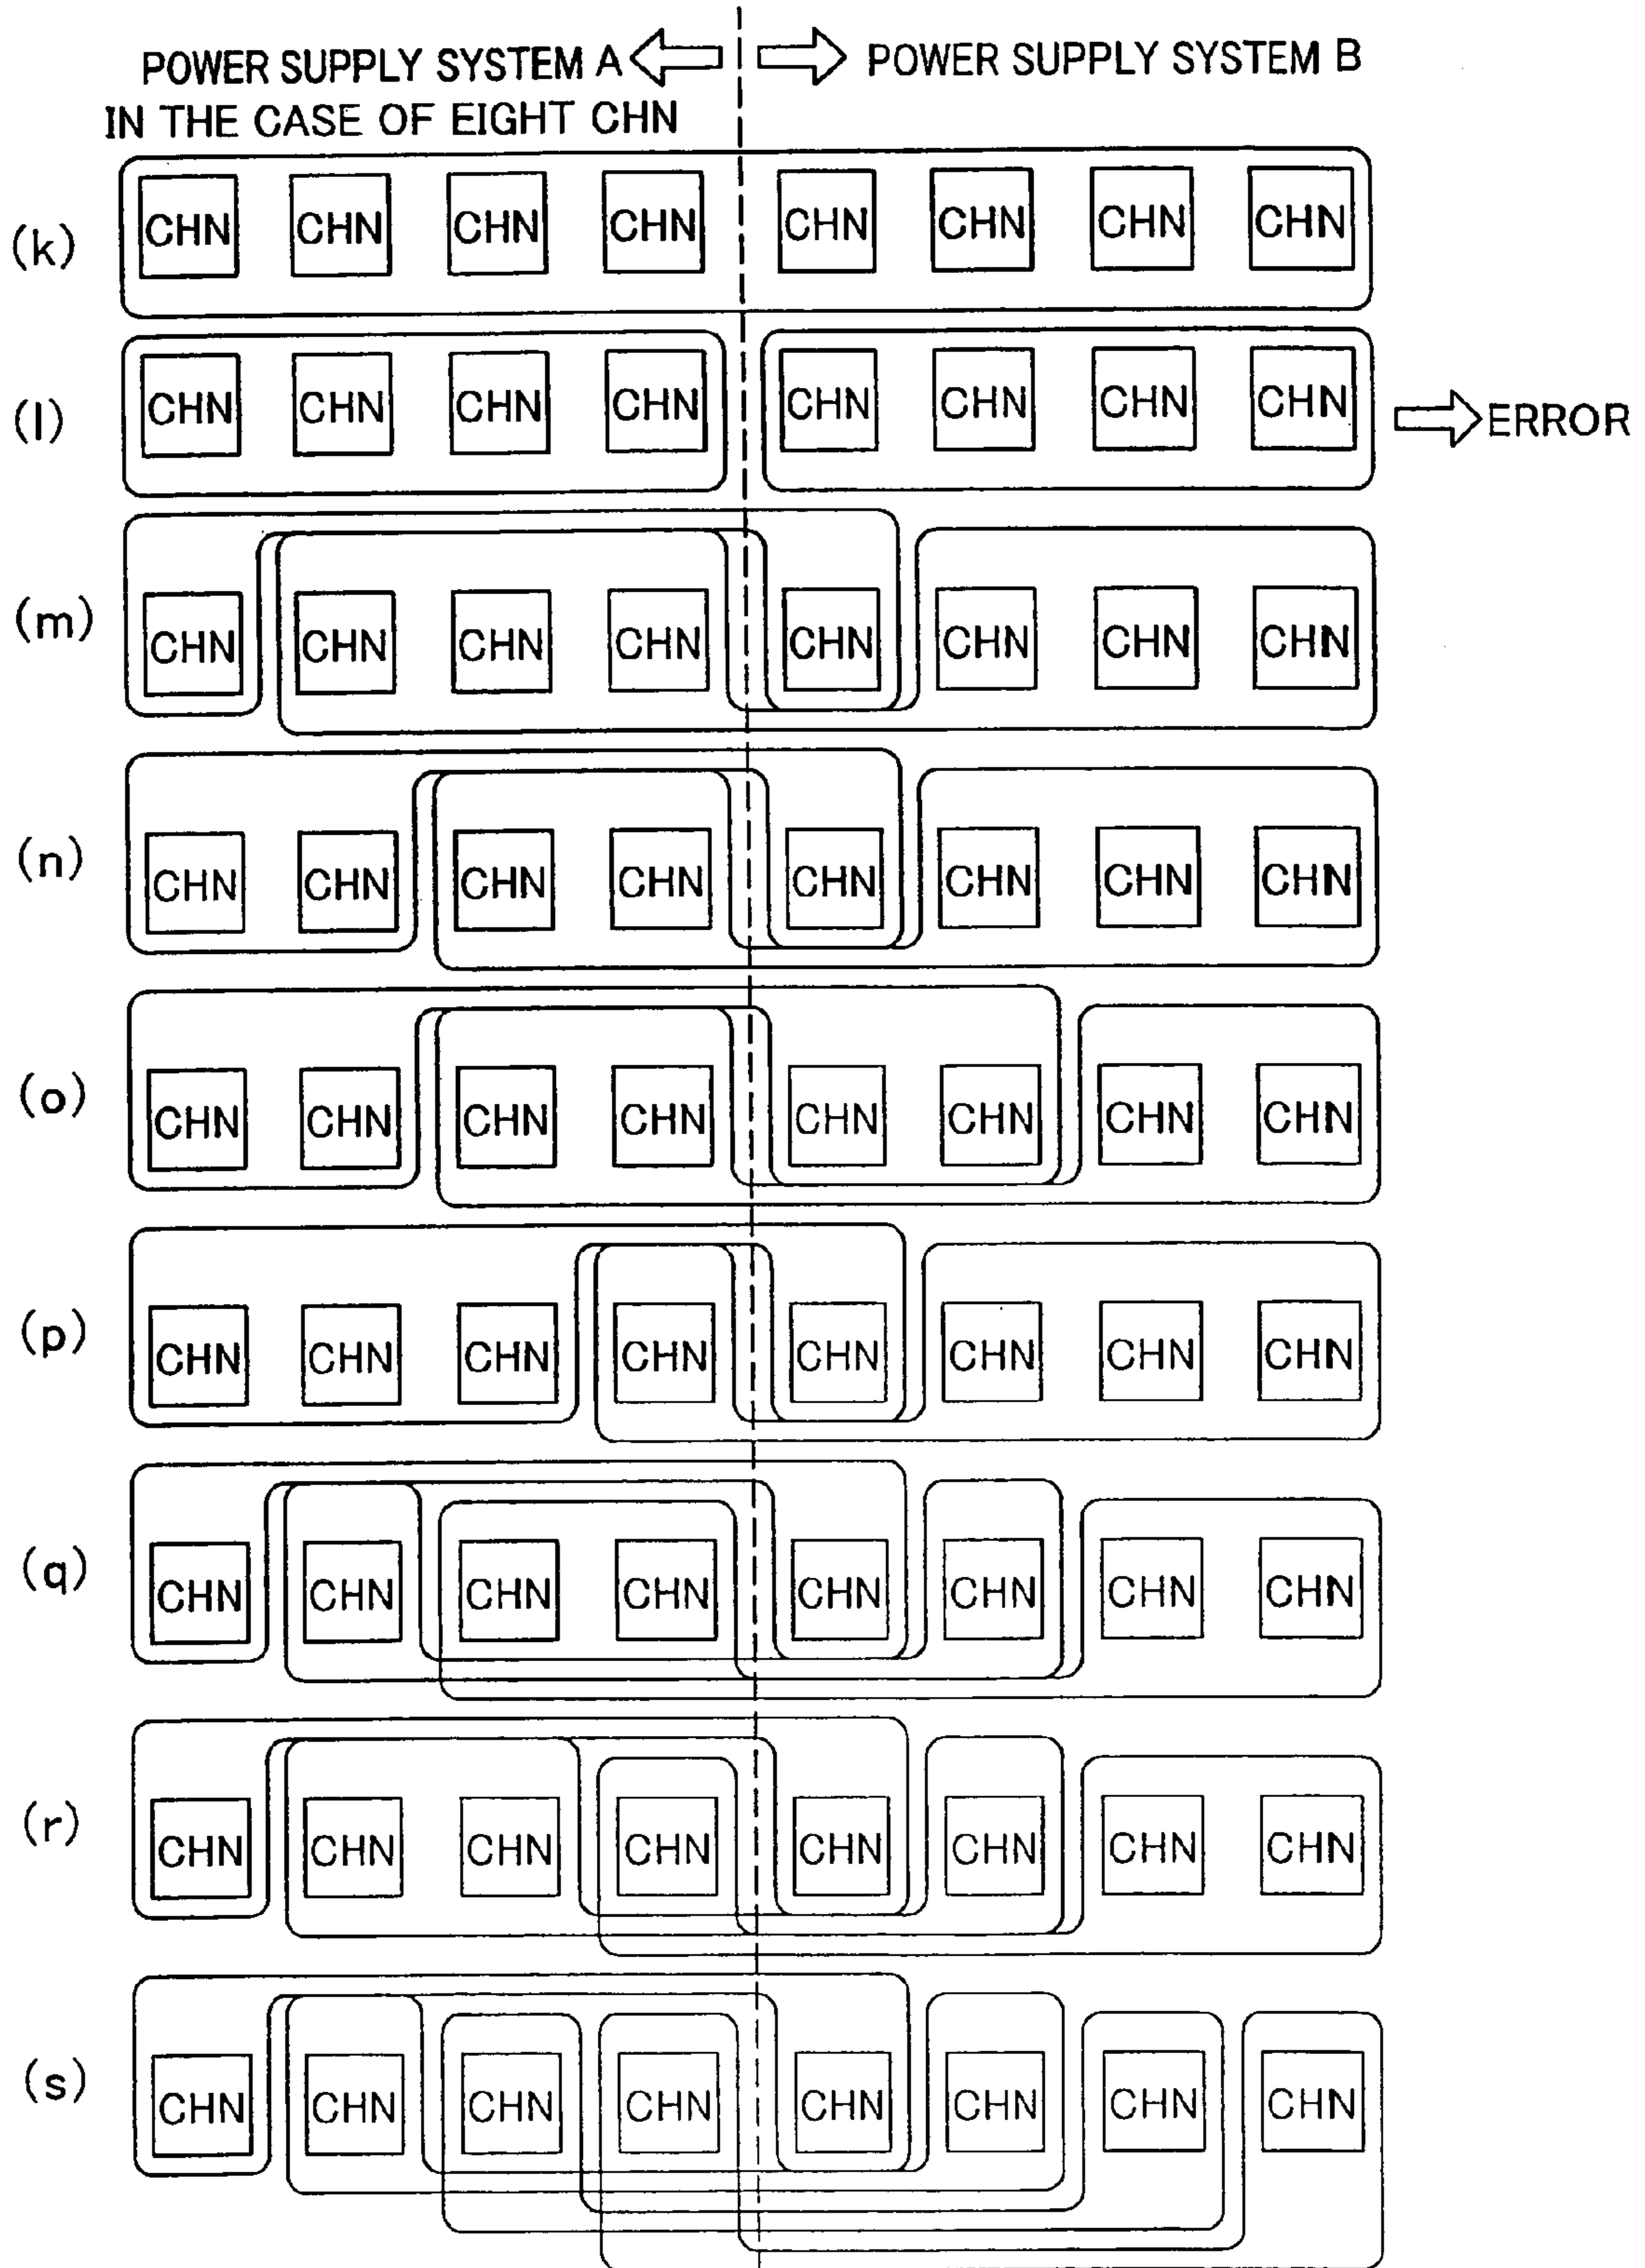 POWER SUPPLY SYSTEM A
POWER SUPPLY SYSTEM B
IN THE CASE OF EIGHT CHN
(k) CHN CHN CHN CHN CHN CHN CHN CHN
(l) CHN CHN CHN CHN CHN CHN CHN CHN ERROR
(m) CHN CHN CHN CHN CHN CHN CHN CHN
(n) CHN CHN CHN CHN CHN CHN CHN CHN
(o) CHN CHN CHN CHN CHN CHN CHN CHN
(p) CHN CHN CHN CHN CHN CHN CHN CHN
(q) CHN CHN CHN CHN CHN CHN CHN CHN
(r) CHN CHN CHN CHN CHN CHN CHN CHN
(s) CHN CHN CHN CHN CHN CHN CHN CHN